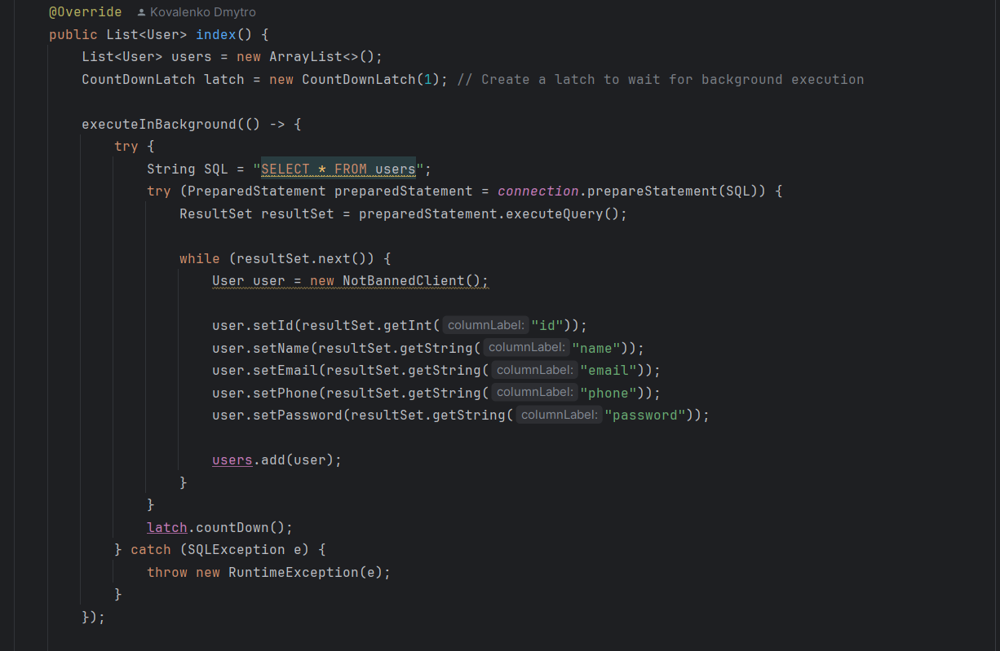 @Override Kovalenko Dmytro
public List<User> index() {
List<User> users = new ArrayList<>();
CountDownLatch latch = new CountDownLatch(1); // Create a latch to wait for background execution
executeInBackground(() -> {
try {
String SQL = "SELECT * FROM users";
try (PreparedStatement preparedStatement = connection.prepareStatement(SQL)) {
ResultSet resultSet = preparedStatement.executeQuery();
while (resultSet.next()) {
User user = new NotBannedClient();
user.setId(resultSet.getInt( columnLabel: "id"));
user.setName(resultSet.getString( columnLabel: "name"));
user.setEmail(resultSet.getString( columnLabel: "email"));
user.setPhone(resultSet.getString( columnLabel: "phone"));
user.setPassword(resultSet.getString( columnLabel: "password"));
users.add(user);
}
}
latch.countDown();
} catch (SQLException e) {
throw new RuntimeException(e);
}
});